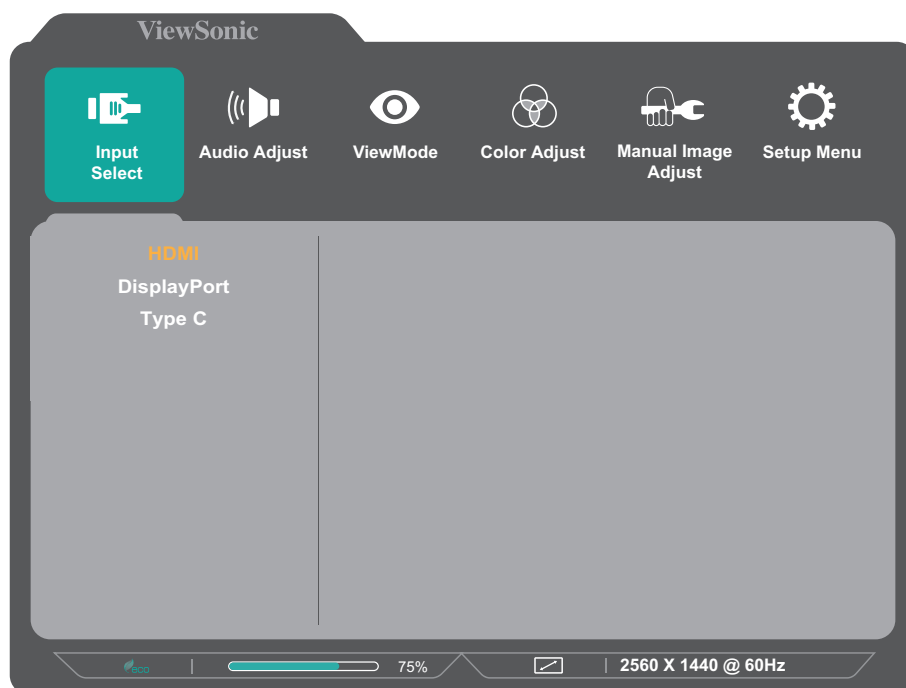 ViewSonic
Input
Select
Audio Adjust
ViewMode
Color Adjust
Manual Image
Adjust
Setup Menu
HDMI
DisplayPort
Type C
eco
75%
2560 X 1440 @ 60Hz